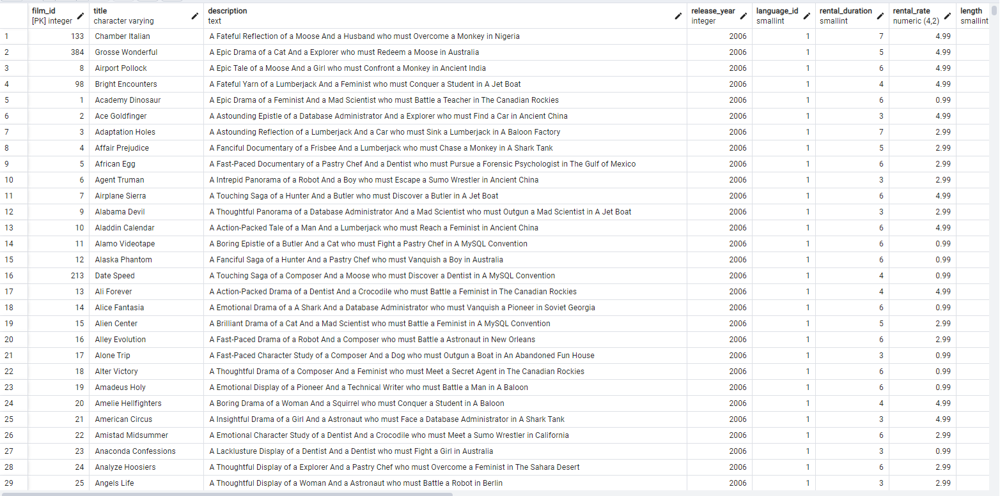 film_id title description release_year language_id rental_duration rental_rate length
[PK] integer character varying text integer smallint smallint numeric (4,2) smallint
1 133 Chamber Italian A Fateful Reflection of a Moose And a Husband who must Overcome a Monkey in Nigeria 2006 1 7 4.99
2 384 Grosse Wonderful A Epic Drama of a Cat And a Explorer who must Redeem a Moose in Australia 2006 1 5 4.99
3 8 Airport Pollock A Epic Tale of a Moose And a Girl who must Confront a Monkey in Ancient India 2006 1 6 4.99
4 98 Bright Encounters A Fateful Yarn of a Lumberjack And a Feminist who must Conquer a Student in A Jet Boat 2006 1 4 4.99
5 1 Academy Dinosaur A Epic Drama of a Feminist And a Mad Scientist who must Battle a Teacher in The Canadian Rockies 2006 1 6 0.99
6 2 Ace Goldfinger A Astounding Epistle of a Database Administrator And a Explorer who must Find a Car in Ancient China 2006 1 3 4.99
7 3 Adaptation Holes A Astounding Reflection of a Lumberjack And a Car who must Sink a Lumberjack in A Baloon Factory 2006 1 7 2.99
8 4 Affair Prejudice A Fanciful Documentary of a Frisbee And a Lumberjack who must Chase a Monkey in A Shark Tank 2006 1 5 2.99
9 5 African Egg A Fast-Paced Documentary of a Pastry Chef And a Dentist who must Pursue a Forensic Psychologist in The Gulf of Mexico 2006 1 6 2.99
10 6 Agent Truman A Intrepid Panorama of a Robot And a Boy who must Escape a Sumo Wrestler in Ancient China 2006 1 3 2.99
11 7 Airplane Sierra A Touching Saga of a Hunter And a Butler who must Discover a Butler in A Jet Boat 2006 1 6 4.99
12 9 Alabama Devil A Thoughtful Panorama of a Database Administrator And a Mad Scientist who must Outgun a Mad Scientist in A Jet Boat 2006 1 3 2.99
13 10 Aladdin Calendar A Action-Packed Tale of a Man And a Lumberjack who must Reach a Feminist in Ancient China 2006 1 6 4.99
14 11 Alamo Videotape A Boring Epistle of a Butler And a Cat who must Fight a Pastry Chef in A MySQL Convention 2006 1 6 0.99
15 12 Alaska Phantom A Fanciful Saga of a Hunter And a Pastry Chef who must Vanquish a Boy in Australia 2006 1 6 0.99
16 213 Date Speed A Touching Saga of a Composer And a Moose who must Discover a Dentist in A MySQL Convention 2006 1 4 0.99
17 13 Ali Forever A Action-Packed Drama of a Dentist And a Crocodile who must Battle a Feminist in The Canadian Rockies 2006 1 4 4.99
18 14 Alice Fantasia A Emotional Drama of a A Shark And a Database Administrator who must Vanquish a Pioneer in Soviet Georgia 2006 1 6 0.99
19 15 Alien Center A Brilliant Drama of a Cat And a Mad Scientist who must Battle a Feminist in A MySQL Convention 2006 1 5 2.99
20 16 Alley Evolution A Fast-Paced Drama of a Robot And a Composer who must Battle a Astronaut in New Orleans 2006 1 6 2.99
21 17 Alone Trip A Fast-Paced Character Study of a Composer And a Dog who must Outgun a Boat in An Abandoned Fun House 2006 1 3 0.99
22 18 Alter Victory A Thoughtful Drama of a Composer And a Feminist who must Meet a Secret Agent in The Canadian Rockies 2006 1 6 0.99
23 19 Amadeus Holy A Emotional Display of a Pioneer And a Technical Writer who must Battle a Man in A Baloon 2006 1 6 0.99
24 20 Amelie Hellfighters A Boring Drama of a Woman And a Squirrel who must Conquer a Student in A Baloon 2006 1 4 4.99
25 21 American Circus A Insightful Drama of a Girl And a Astronaut who must Face a Database Administrator in A Shark Tank 2006 1 3 4.99
26 22 Amistad Midsummer A Emotional Character Study of a Dentist And a Crocodile who must Meet a Sumo Wrestler in California 2006 1 6 2.99
27 23 Anaconda Confessions A Lacklusture Display of a Dentist And a Dentist who must Fight a Girl in Australia 2006 1 3 0.99
28 24 Analyze Hoosiers A Thoughtful Display of a Explorer And a Pastry Chef who must Overcome a Feminist in The Sahara Desert 2006 1 6 2.99
29 25 Angels Life A Thoughtful Display of a Woman And a Astronaut who must Battle a Robot in Berlin 2006 1 3 2.99